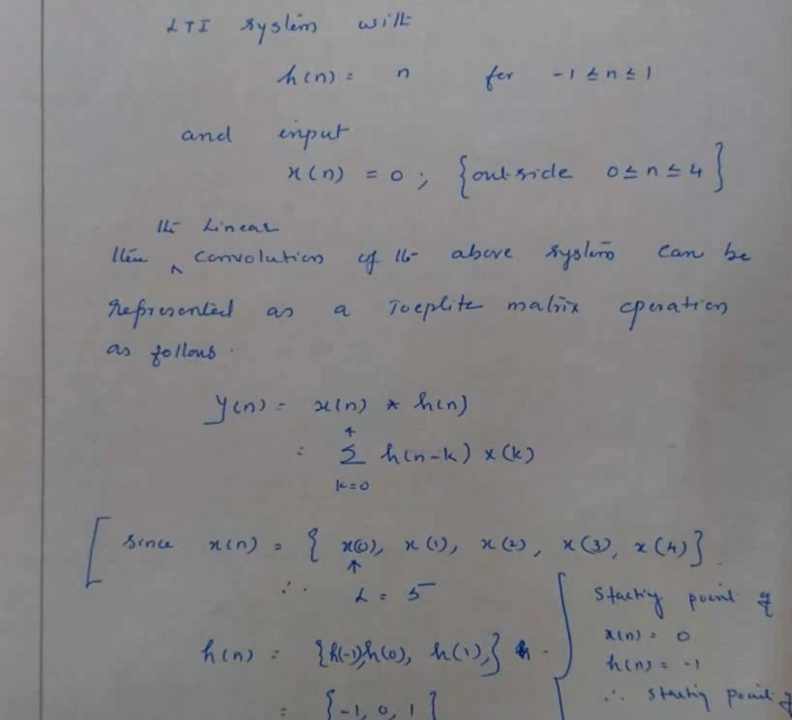 LTI system with
h(n) = n for -1 ≤ n ≤ 1
and input
x(n) = 0 ; {outside 0 ≤ n ≤ 4}
the Linear
then ^ convolution of the above system can be
represented as a Toeplitz matrix operation
as follows.
y(n) = x(n) * h(n)
= 4 Σ k=0 h(n-k) x(k)
[ since x(n) = { x(0), x(1), x(2), x(3), x(4) }.
↑
∴ L = 5
h(n) = {h(-1) h(0), h(1),}
= {-1, 0, 1}
Starting point of
x(n) = 0
h(n) = -1
∴ starting point